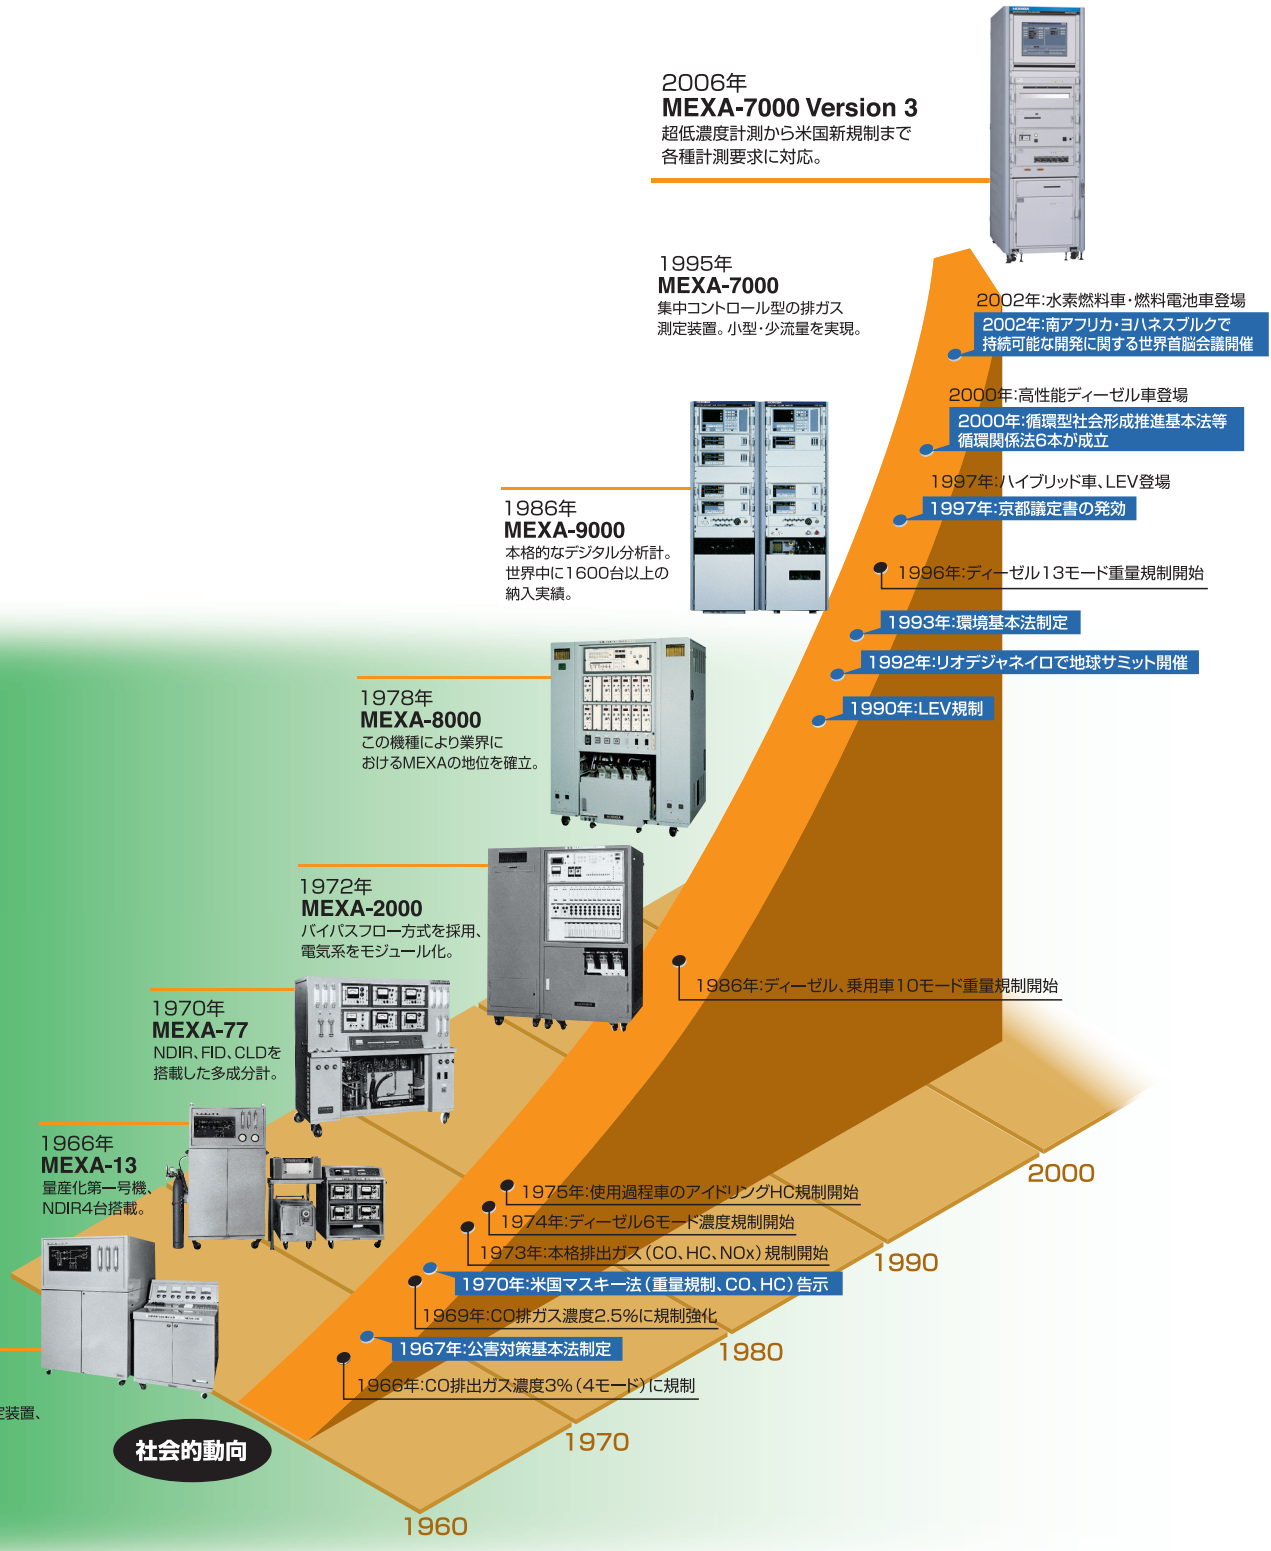 2006年
MEXA-7000 Version 3
超低濃度計測から米国新規制まで
各種計測要求に対応。
1995年
MEXA-7000
集中コントロール型の排ガス
測定装置。小型・少流量を実現。
2002年:水素燃料車・燃料電池車登場
2002年:南アフリカ・ヨハネスブルクで
持続可能な開発に関する世界首脳会議開催
2000年:高性能ディーゼル車登場
2000年:循環型社会形成推進基本法等
循環関係法6本が成立
1997年:ハイブリッド車、LEV登場
1997年:京都議定書の発効
1986年
MEXA-9000
本格的なデジタル分析計。
世界中に1600台以上の
納入実績。
1996年:ディーゼル13モード重量規制開始
1993年:環境基本法制定
1992年:リオデジャネイロで地球サミット開催
1990年:LEV規制
1978年
MEXA-8000
この機種により業界に
おけるMEXAの地位を確立。
1972年
MEXA-2000
バイパスフロー方式を採用、
電気系をモジュール化。
1986年:ディーゼル、乗用車10モード重量規制開始
1970年
MEXA-77
NDIR、FID、CLDを
搭載した多成分計。
1966年
MEXA-13
量産化第一号機、
NDIR4台搭載。
1975年:使用過程車のアイドリングHC規制開始
1974年:ディーゼル6モード濃度規制開始
1973年:本格排出ガス(CO、HC、NOx)規制開始
1970年:米国マスキー法(重量規制、CO、HC)告示
1969年:CO排ガス濃度2.5%に規制強化
1967年:公害対策基本法制定
1966年:CO排出ガス濃度3%(4モード)に規制
定装置、
社会的動向
2000
1990
1980
1970
1960